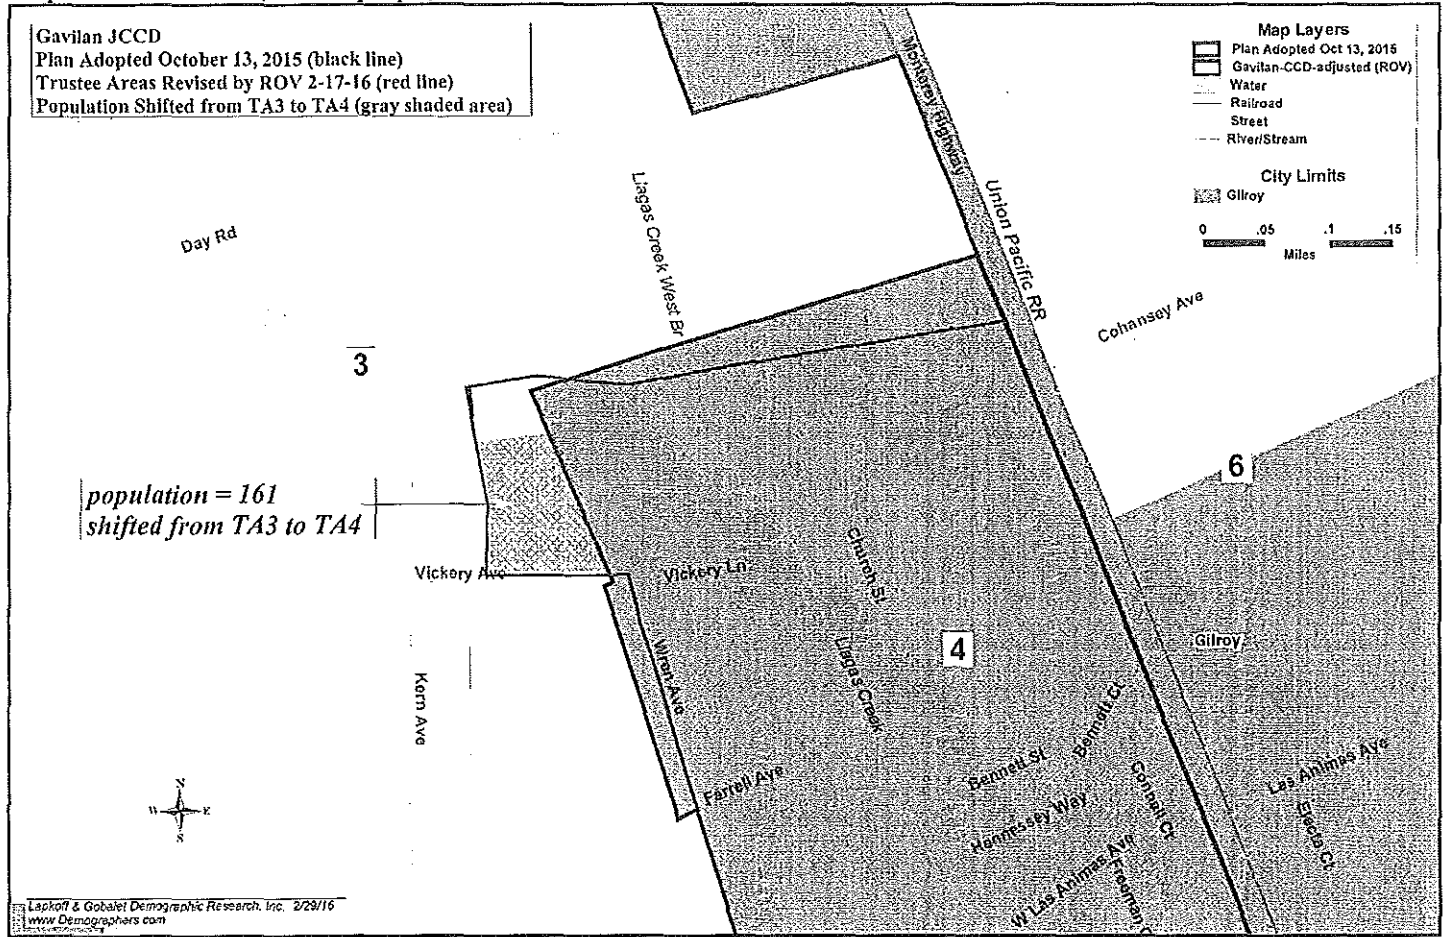 Gavilan JCCD
Plan Adopted October 13, 2015 (black line)
Trustee Areas Revised by ROV 2-17-16 (red line)
Population Shifted from TA3 to TA4 (gray shaded area)
Map Layers
Plan Adopted Oct 13, 2015
Gavilan-CCD-adjusted (ROV)
Water
Railroad
Street
River/Stream
City Limits
Gilroy
0 .05 .1 .15
Miles
Monterey Highway
Union Pacific RR
Llagas Creek West Br
Day Rd
Cohansey Ave
3
6
population = 161
shifted from TA3 to TA4
Vickery Ave
Vickery Ln
Church St
Llagas Creek
4
Gilroy
Kern Ave
Wren Ave
Farrell Ave
Bennett St
Bennett Ct
Hennessey Way
Connell Ct
Las Animas Ave
Electa Ct
W Las Animas Ave
Freeman C
N
W E
S
Lapkoff & Gobalet Demographic Research, Inc. 2/29/16
www.Demographers.com